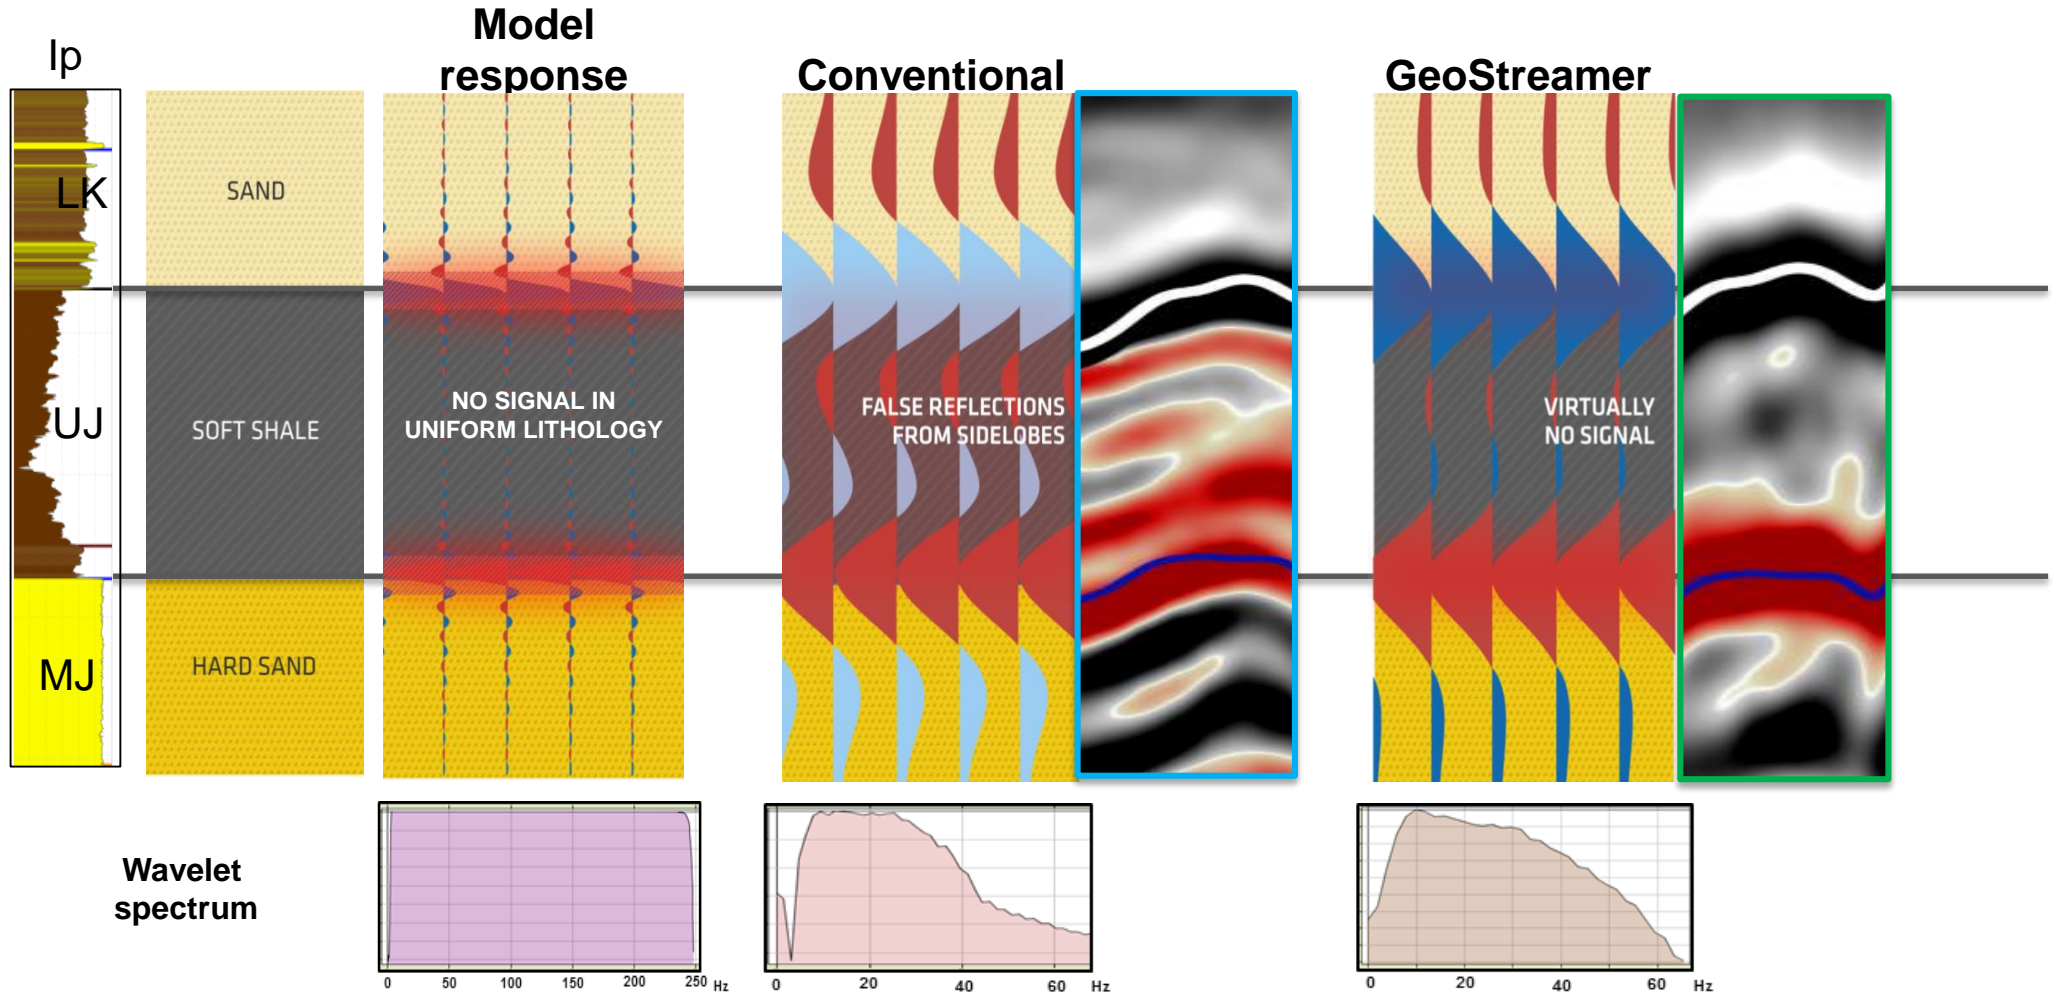 Ip
Model
response
Conventional
GeoStreamer
LK
UJ
MJ
SAND
SOFT SHALE
HARD SAND
NO SIGNAL IN
UNIFORM LITHOLOGY
FALSE REFLECTIONS
FROM SIDELOBES
VIRTUALLY
NO SIGNAL
Wavelet
spectrum
0 50 100 150 200 250 Hz
0 20 40 60 Hz
0 20 40 60 Hz